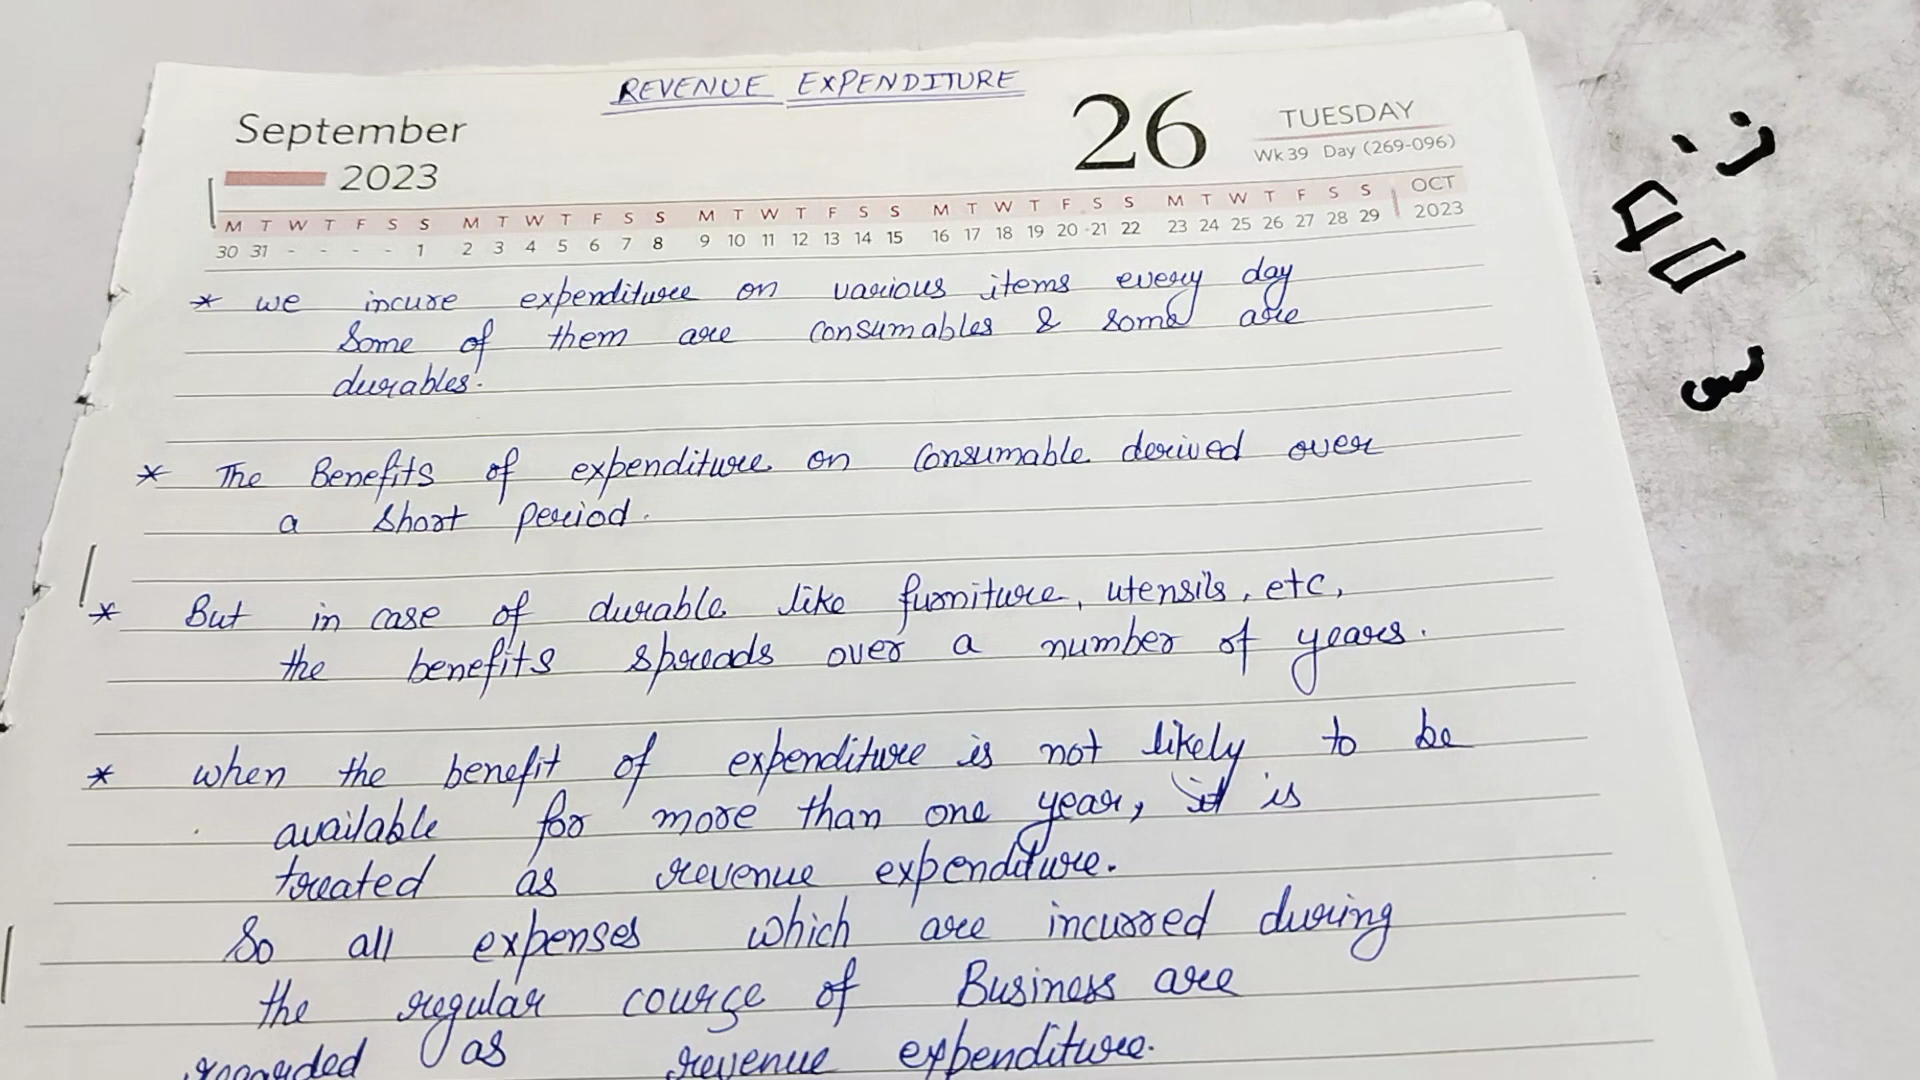 REVENUE EXPENDITURE
September 26 TUESDAY
2023 Wk 39 Day (269-096)
M T W T F S S M T W T F S S M T W T F S S M T W T F S S M T W T F S S OCT
30 31 - - - - 1 2 3 4 5 6 7 8 9 10 11 12 13 14 15 16 17 18 19 20 21 22 23 24 25 26 27 28 29 2023
* we incure expenditure on various items every day
Some of them are consumables & some are
durables.
* The Benefits of expenditure on Consumable derived over
a short period.
* But in case of durable like furniture, utensils, etc,
the benefits spreads over a number of years.
* when the benefit of expenditure is not likely to be
available for more than one year, it is
treated as revenue expenditure.
So all expenses which are incurred during
the regular course of Business are
regarded as revenue expenditure.